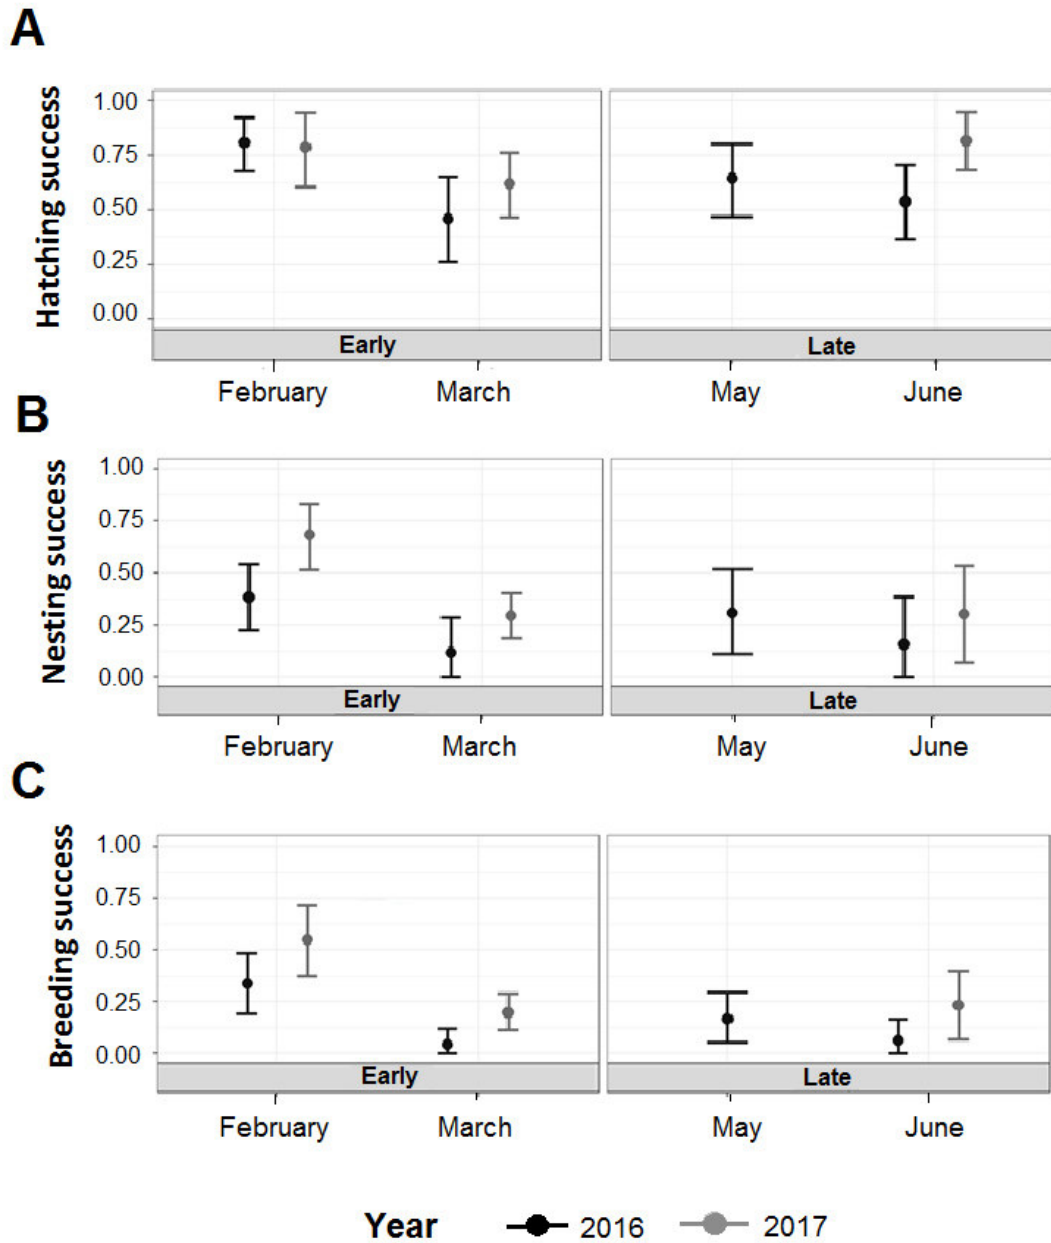 A
Hatching success
1.00
0.75
0.50
0.25
0.00
Early
Late
February
March
May
June
B
Nesting success
1.00
0.75
0.50
0.25
0.00
Early
Late
February
March
May
June
C
Breeding success
1.00
0.75
0.50
0.25
0.00
Early
Late
February
March
May
June
Year 2016 2017